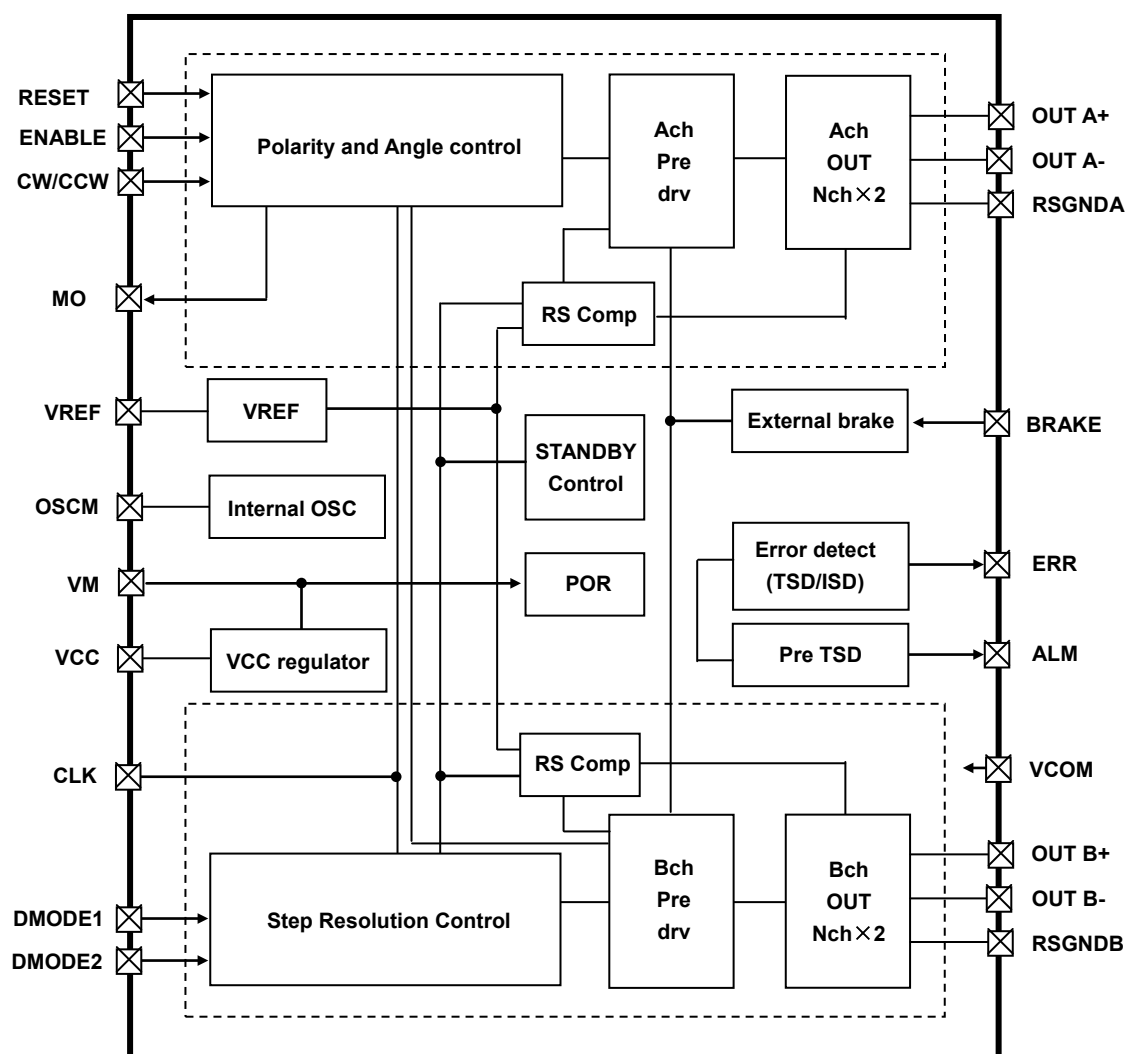 RESET
ENABLE
CW/CCW
MO
VREF
OSCM
VM
VCC
CLK
DMODE1
DMODE2
Polarity and Angle control
Ach
Pre
drv
Ach
OUT
Nch×2
RS Comp
VREF
External brake
STANDBY
Control
Internal OSC
Error detect
(TSD/ISD)
POR
VCC regulator
Pre TSD
RS Comp
Step Resolution Control
Bch
Pre
drv
Bch
OUT
Nch×2
OUT A+
OUT A-
RSGNDA
BRAKE
ERR
ALM
VCOM
OUT B+
OUT B-
RSGNDB